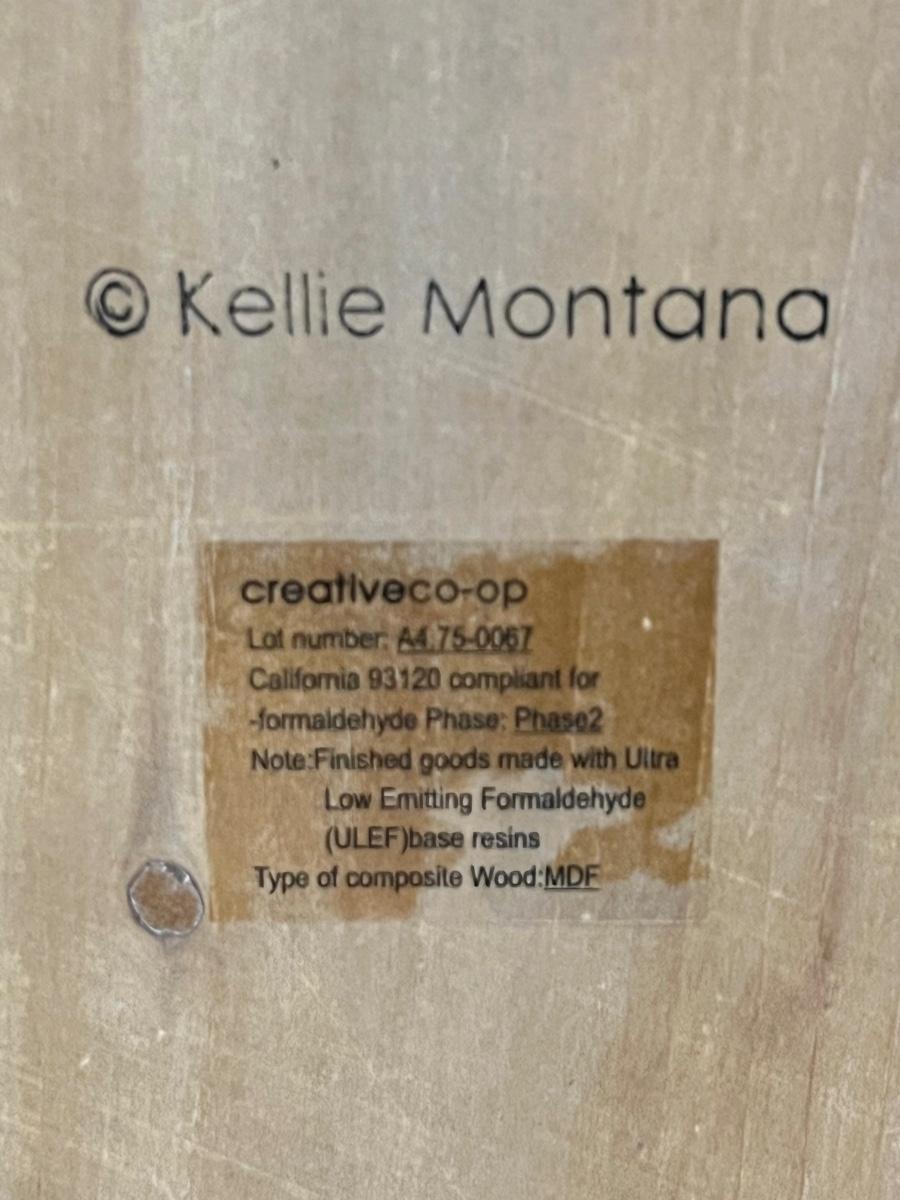 © Kellie Montana
creativeco-op
Lot number: A4.75-0067
California 93120 compliant for
-formaldehyde Phase: Phase2
Note:Finished goods made with Ultra
Low Emitting Formaldehyde
(ULEF)base resins
Type of composite Wood:MDF